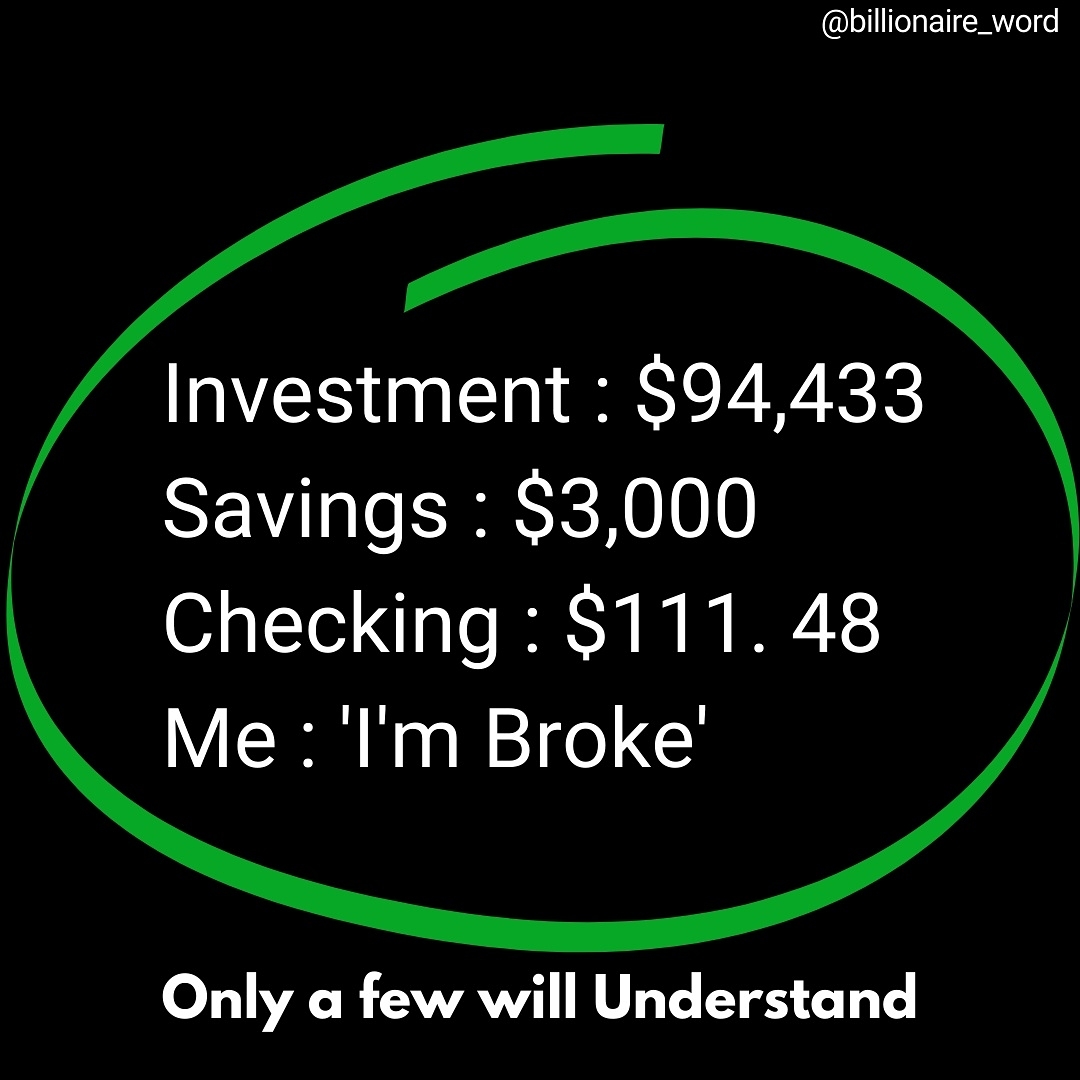 @billionaire_word
Investment : $94,433
Savings : $3,000
Checking : $111. 48
Me : 'I'm Broke'
Only a few will Understand